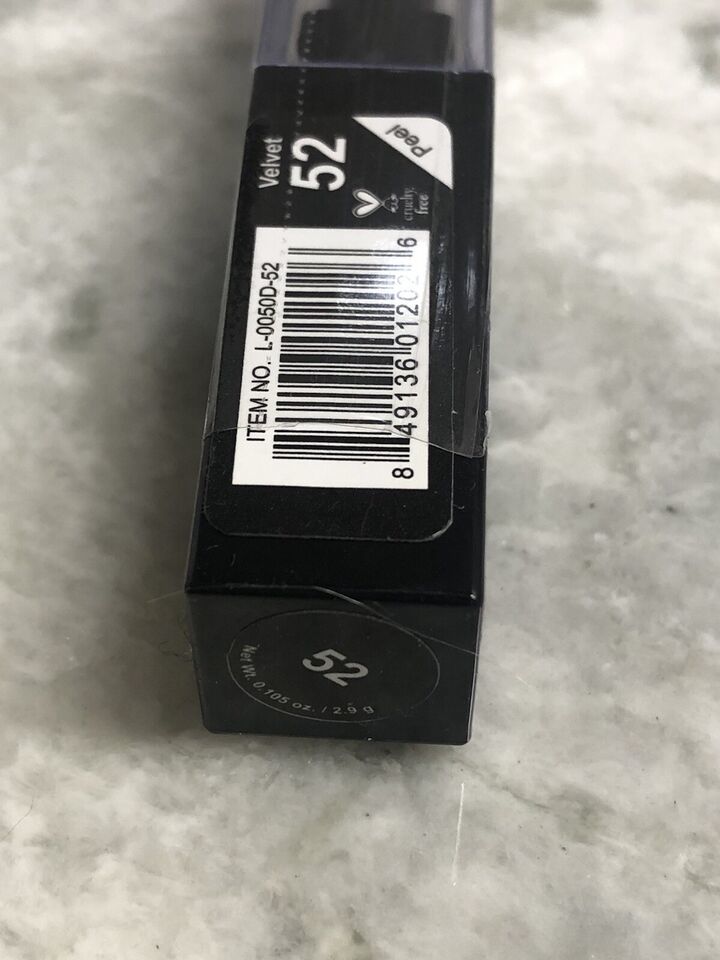 Peel
Velvet
52
cruelty
free
ITEM NO. L-0050D-52
8 49136 01202 6
52
Net Wt. 0.105 oz. / 2.9 g